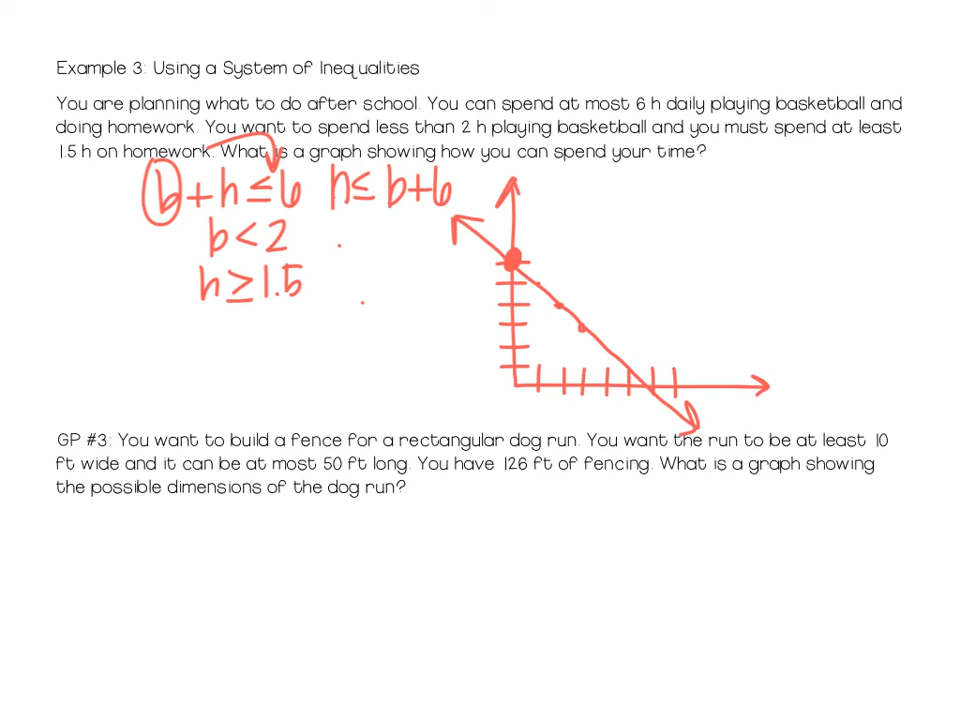 Example 3: Using a System of Inequalities
You are planning what to do after school. You can spend at most 6 h daily playing basketball and
doing homework. You want to spend less than 2 h playing basketball and you must spend at least
1.5 h on homework. What is a graph showing how you can spend your time?
b+h≤6 h≤ b+6
b<2
h≥1.5
GP #3: You want to build a fence for a rectangular dog run. You want the run to be at least 10
ft wide and it can be at most 50 ft long. You have 126 ft of fencing. What is a graph showing
the possible dimensions of the dog run?